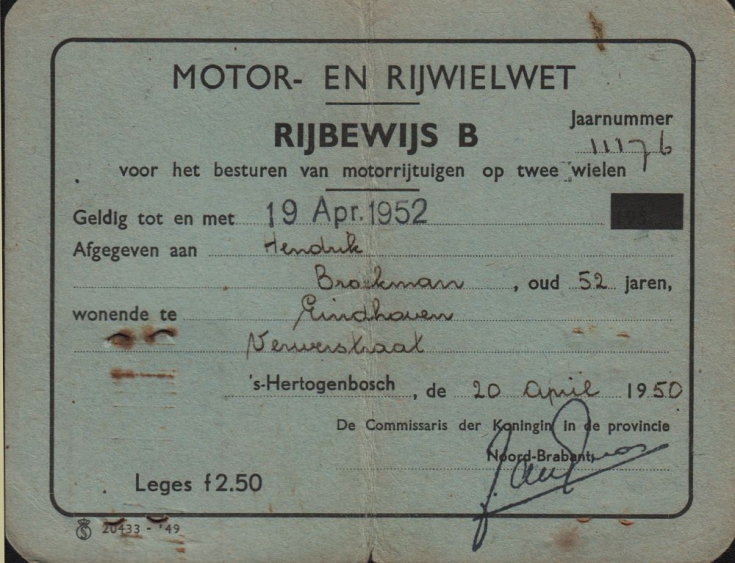 MOTOR- EN RIJWIELWET
Jaarnummer
RIJBEWIJS B
11176
voor het besturen van motorrijtuigen op twee wielen
Geldig tot en met 19 Apr. 1952
Afgegeven aan Hendrik
Broekman, oud 52 jaren,
wonende te Eindhoven
Ververstraat
's-Hertogenbosch, de 20 April 1950
De Commissaris der Koningin in de provincie
Noord-Brabant,
Leges f 2.50
20433 - '49